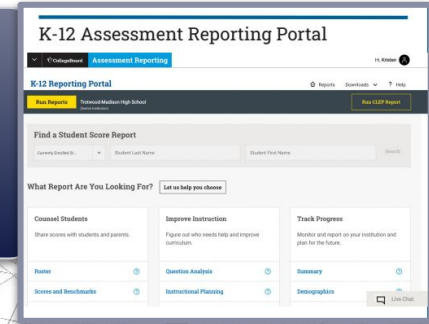 K-12 Assessment Reporting Portal
CollegeBoard Assessment Reporting
Hi, Kristen
K-12 Reporting Portal
Reports Downloads ? Help
Run Reports Trotwood-Madison High School
Run CLEP Report
Find a Student Score Report
Currently Enrolled St... Student Last Name Student First Name Search
What Report Are You Looking For? Let us help you choose
Counsel Students Improve Instruction Track Progress
Share scores with students and parents. Figure out who needs help and improve Monitor and report on your institution and
curriculum. plan for the future.
Roster ? Question Analysis ? Summary ?
Scores and Benchmarks ? Instructional Planning ? Demographics
Live Chat